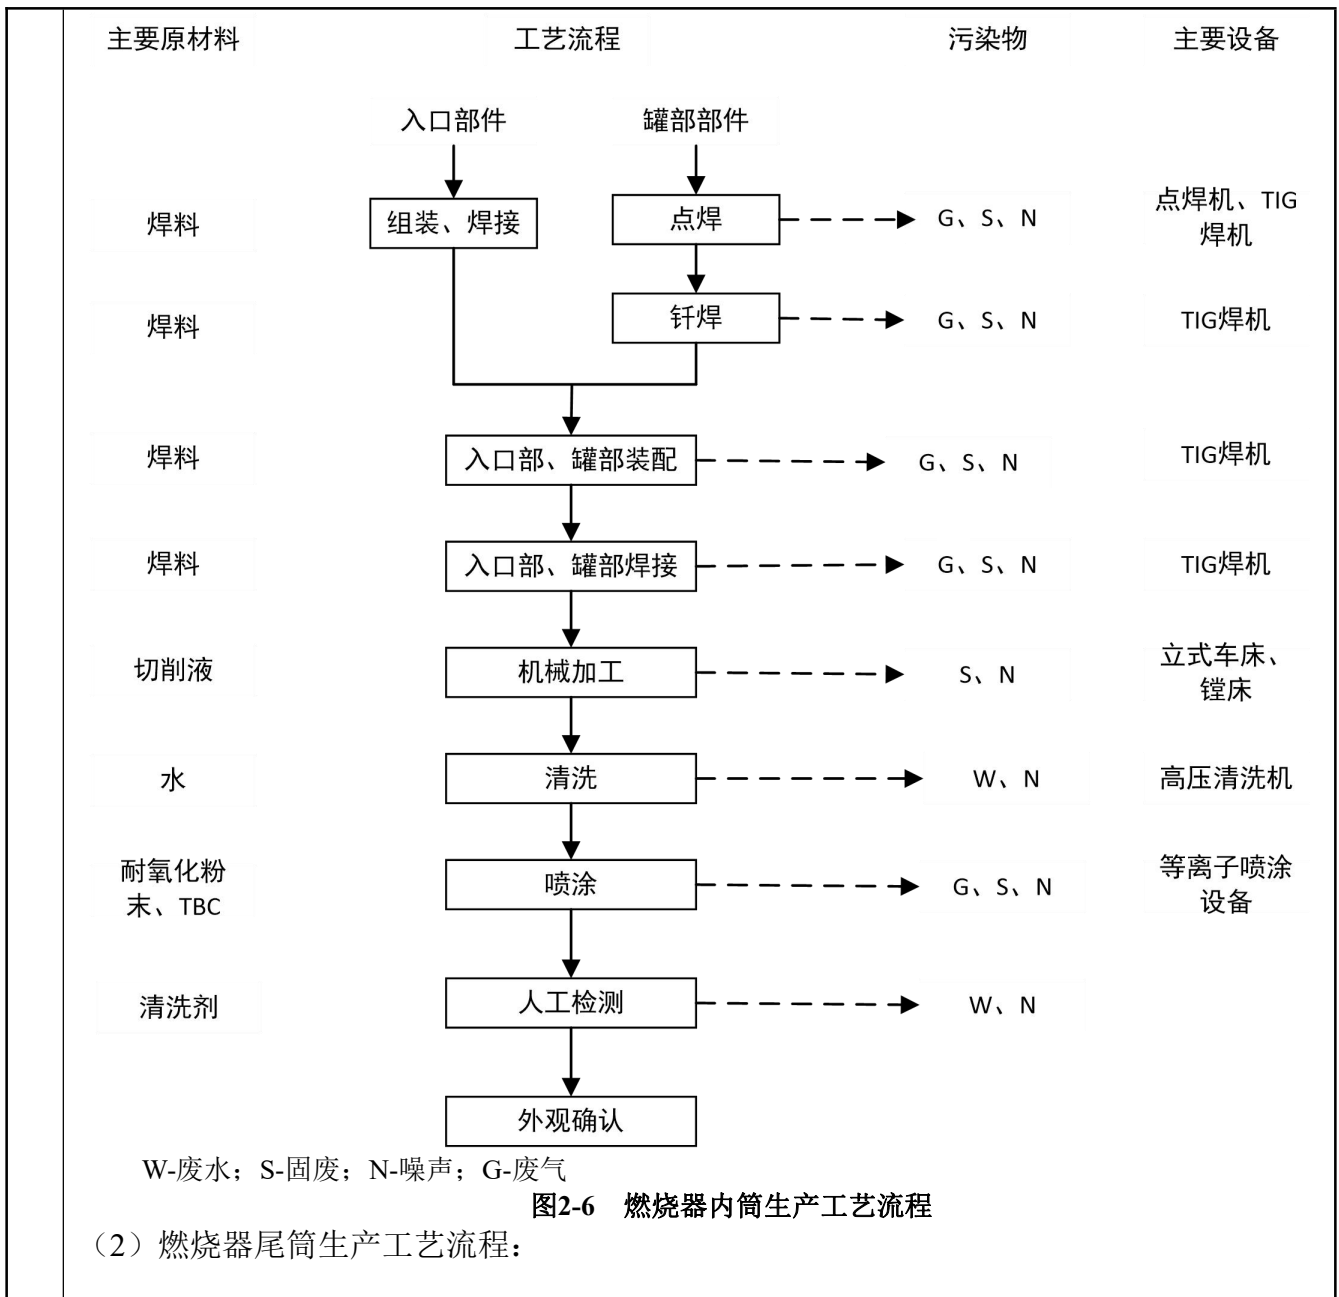 主要原材料 工艺流程 污染物 主要设备
入口部件 罐部部件
焊料 组装、焊接 点焊 G、S、N 点焊机、TIG
焊机
焊料 钎焊 G、S、N TIG焊机
焊料 入口部、罐部装配 G、S、N TIG焊机
焊料 入口部、罐部焊接 G、S、N TIG焊机
切削液 机械加工 S、N 立式车床、
镗床
水 清洗 W、N 高压清洗机
耐氧化粉
末、TBC 喷涂 G、S、N 等离子喷涂
设备
清洗剂 人工检测 W、N
外观确认
W-废水；S-固废；N-噪声；G-废气
图2-6 燃烧器内筒生产工艺流程
（2）燃烧器尾筒生产工艺流程：